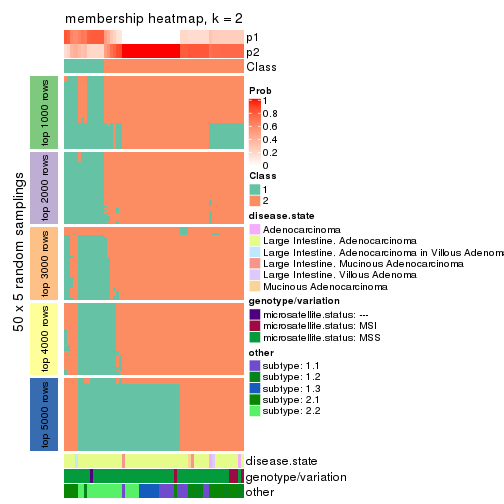 membership heatmap, k = 2
p1
p2
Class
50 x 5 random samplings
top 1000 rows
top 2000 rows
top 3000 rows
top 4000 rows
top 5000 rows
Prob
1
0.8
0.6
0.4
0.2
0
Class
1
2
disease.state
Adenocarcinoma
Large Intestine. Adenocarcinoma
Large Intestine. Adenocarcinoma in Villous Adenom
Large Intestine. Mucinous Adenocarcinoma
Large Intestine. Villous Adenoma
Mucinous Adenocarcinoma
genotype/variation
microsatellite.status: ---
microsatellite.status: MSI
microsatellite.status: MSS
other
subtype: 1.1
subtype: 1.2
subtype: 1.3
subtype: 2.1
subtype: 2.2
disease.state
genotype/variation
other